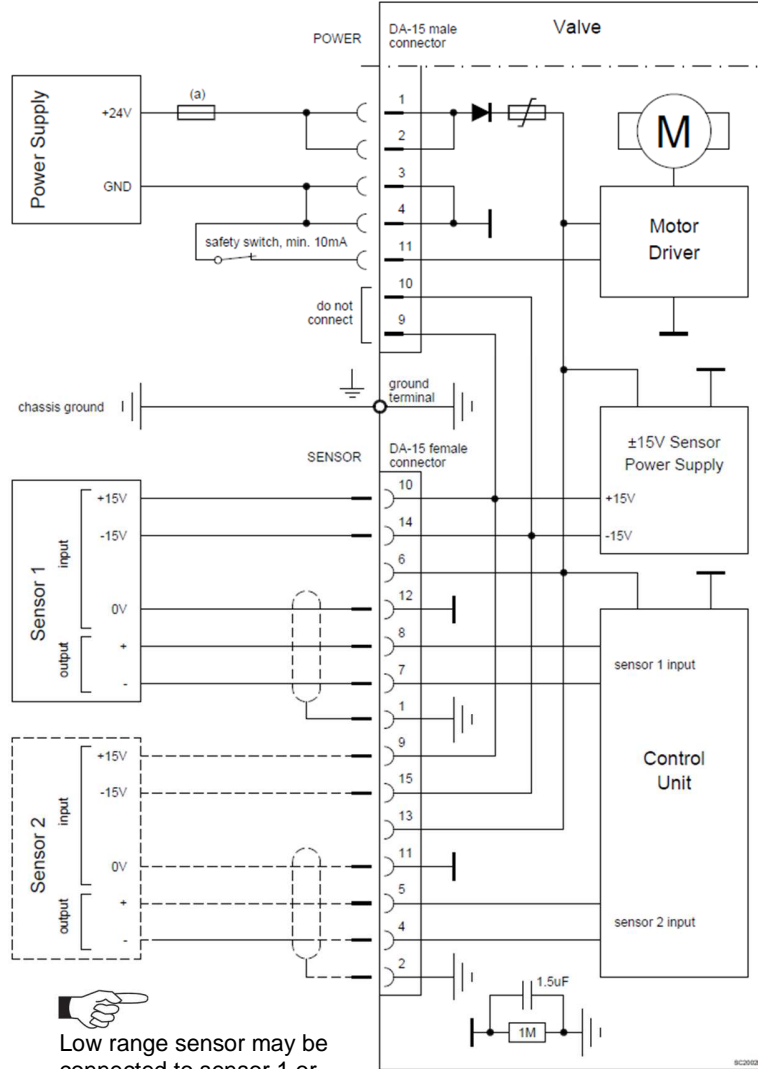 Valve
POWER
DA-15 male
connector
Power Supply
+24V
(a)
GND
safety switch, min. 10mA
do not
connect
1
2
3
4
11
10
9
M
Motor
Driver
chassis ground
ground
terminal
SENSOR
DA-15 female
connector
±15V Sensor
Power Supply
+15V
-15V
Sensor 1
input
+15V
-15V
0V
output
+
-
10
14
6
12
8
7
1
sensor 1 input
Control
Unit
sensor 2 input
Sensor 2
input
+15V
-15V
0V
output
+
-
9
15
13
11
5
4
2
1.5uF
1M
Low range sensor may be
connected to sensor 1 or